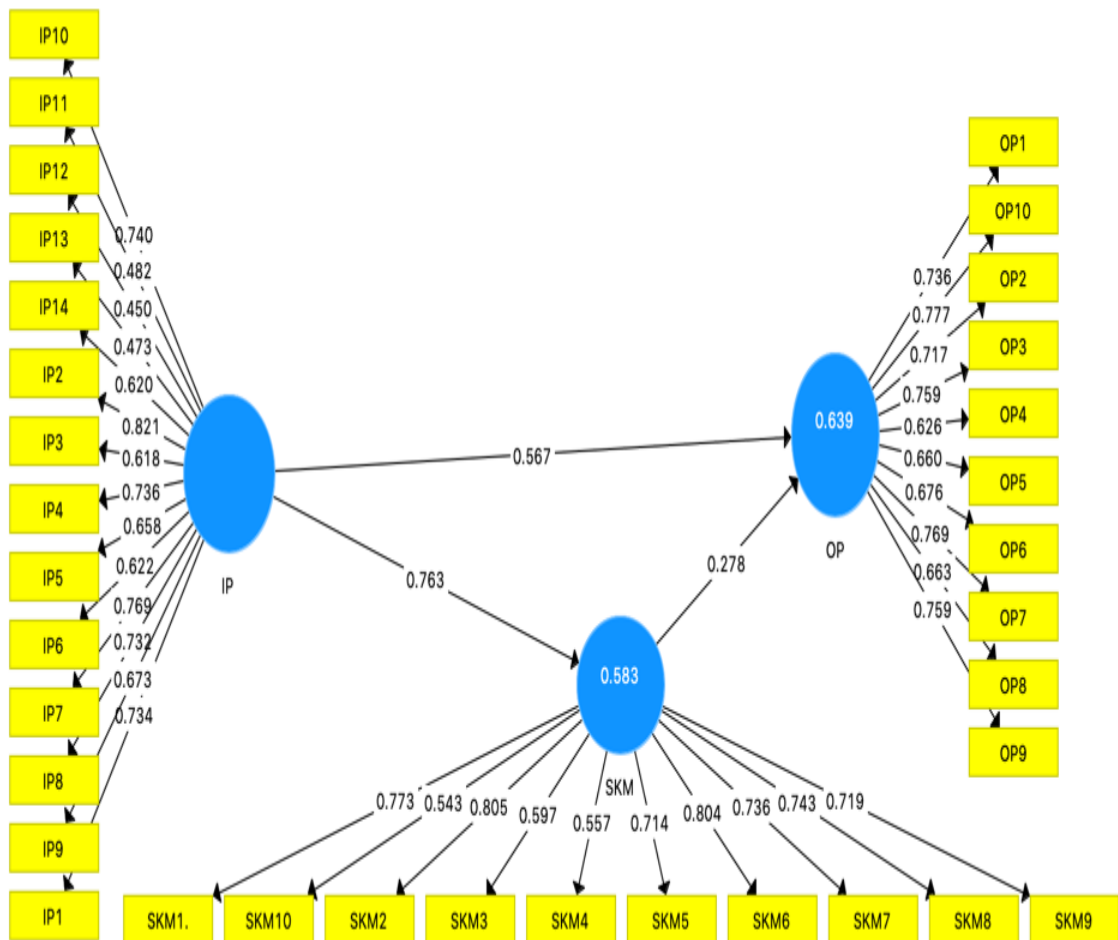 IP10
IP11
IP12
IP13
IP14
IP2
IP3
IP4
IP5
IP6
IP7
IP8
IP9
IP1
0.740
0.482
0.450
0.473
0.620
0.821
0.618
0.736
0.658
0.622
0.769
0.732
0.673
0.734
IP
0.567
0.763
0.278
0.639
OP
0.583
SKM
0.736
0.777
0.717
0.759
0.626
0.660
0.676
0.769
0.663
0.759
OP1
OP10
OP2
OP3
OP4
OP5
OP6
OP7
OP8
OP9
0.773 0.543 0.805 0.597 0.557 0.714 0.804 0.736 0.743 0.719
SKM1. SKM10 SKM2 SKM3 SKM4 SKM5 SKM6 SKM7 SKM8 SKM9